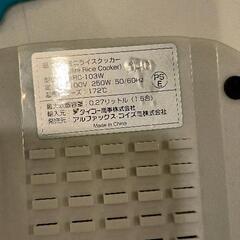 ミニライスクッカー
(Mini Rice Cooker)
RC-103W
100V 250W 50/60Hz
172℃
PS
E
最大炊飯容量：0.27リットル (1.5合)
輸入元：ダイコー商事株式会社
発売元：アルファックス・コイズミ株式会社
Made in China